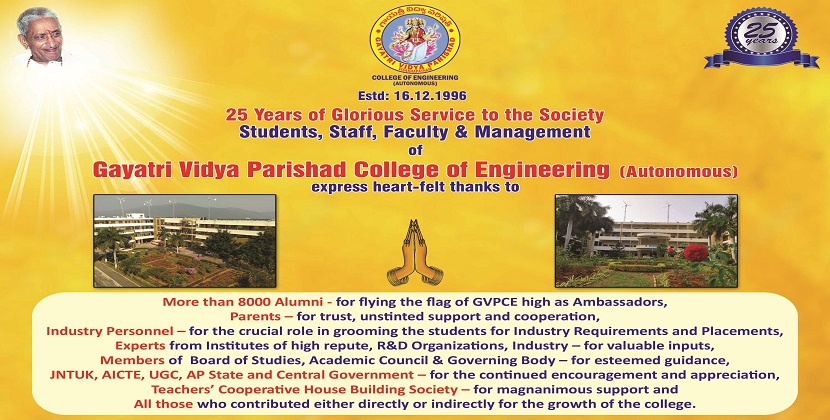 గాయత్రీ విద్యా పరిషత్
GAYATRI VIDYA PARISHAD
25
years
COLLEGE OF ENGINEERING
(AUTONOMOUS)
Estd: 16.12.1996
25 Years of Glorious Service to the Society
Students, Staff, Faculty & Management
of
Gayatri Vidya Parishad College of Engineering (Autonomous)
express heart-felt thanks to
More than 8000 Alumni - for flying the flag of GVPCE high as Ambassadors,
Parents – for trust, unstinted support and cooperation,
Industry Personnel – for the crucial role in grooming the students for Industry Requirements and Placements,
Experts from Institutes of high repute, R&D Organizations, Industry – for valuable inputs,
Members of Board of Studies, Academic Council & Governing Body – for esteemed guidance,
JNTUK, AICTE, UGC, AP State and Central Government – for the continued encouragement and appreciation,
Teachers' Cooperative House Building Society – for magnanimous support and
All those who contributed either directly or indirectly for the growth of the college.